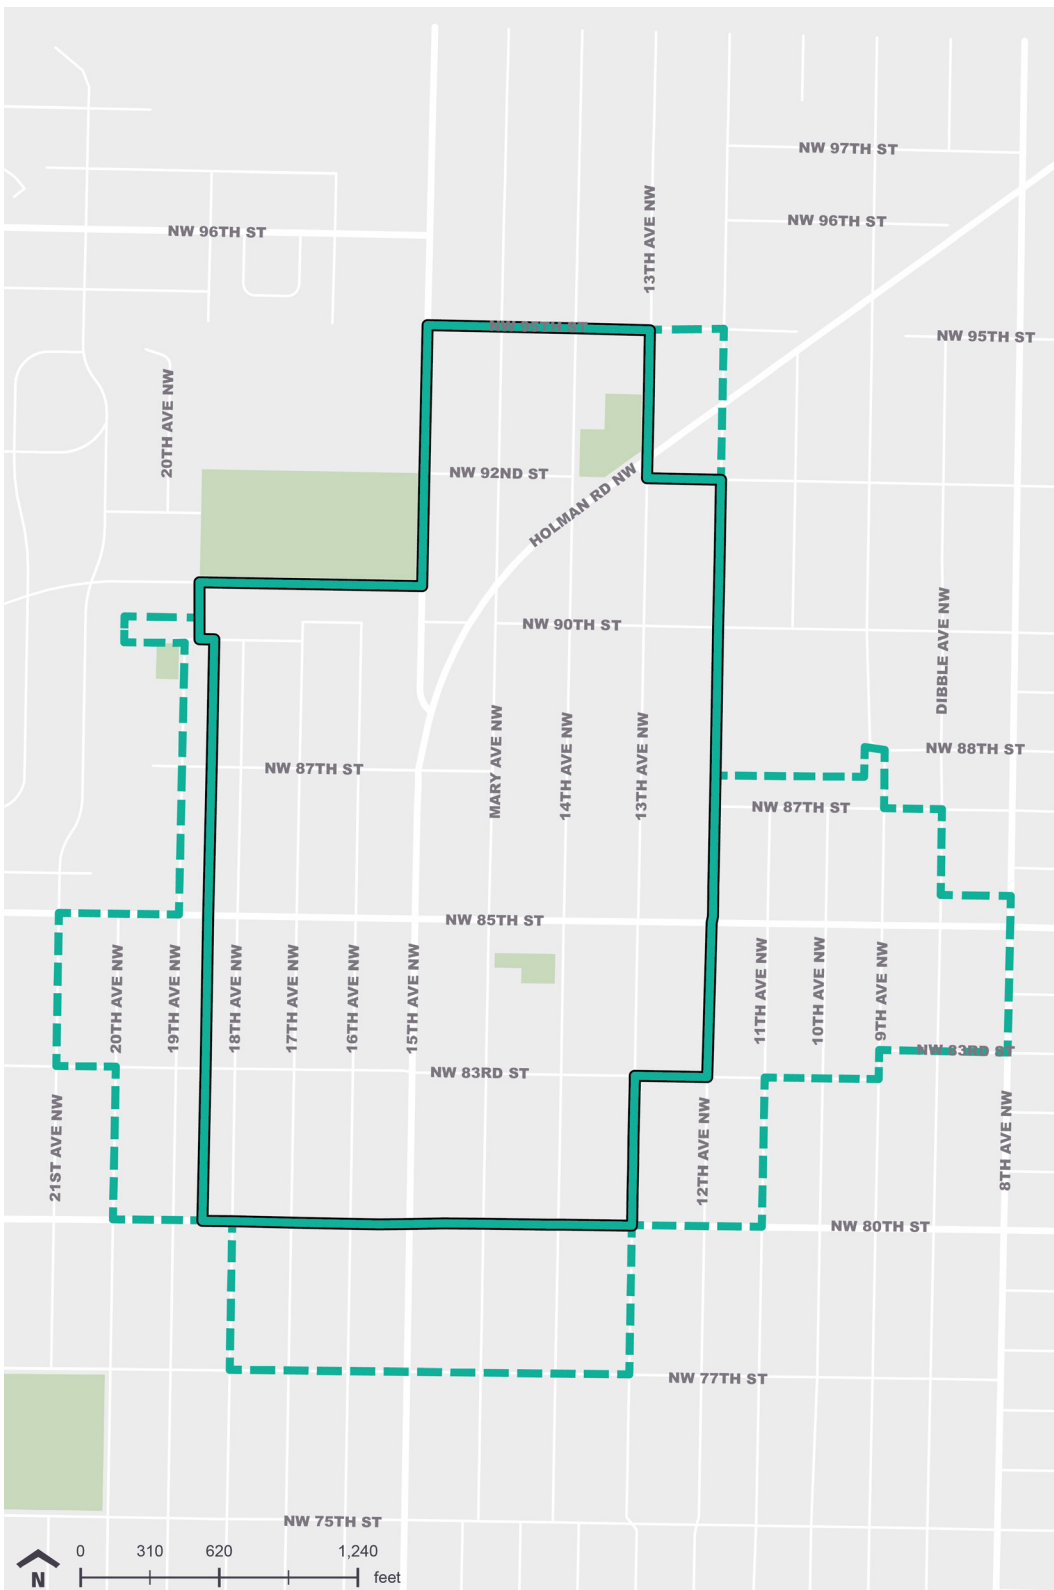 NW 97TH ST
NW 96TH ST
NW 96TH ST
13TH AVE NW
NW 95TH ST
NW 95TH ST
20TH AVE NW
NW 92ND ST
HOLMAN RD NW
NW 90TH ST
DIBBLE AVE NW
MARY AVE NW
14TH AVE NW
13TH AVE NW
NW 88TH ST
NW 87TH ST
NW 87TH ST
NW 85TH ST
20TH AVE NW
19TH AVE NW
18TH AVE NW
17TH AVE NW
16TH AVE NW
15TH AVE NW
11TH AVE NW
10TH AVE NW
9TH AVE NW
NW 83RD ST
NW 83RD ST
21ST AVE NW
12TH AVE NW
8TH AVE NW
NW 80TH ST
NW 77TH ST
NW 75TH ST
0 310 620 1,240
feet
N